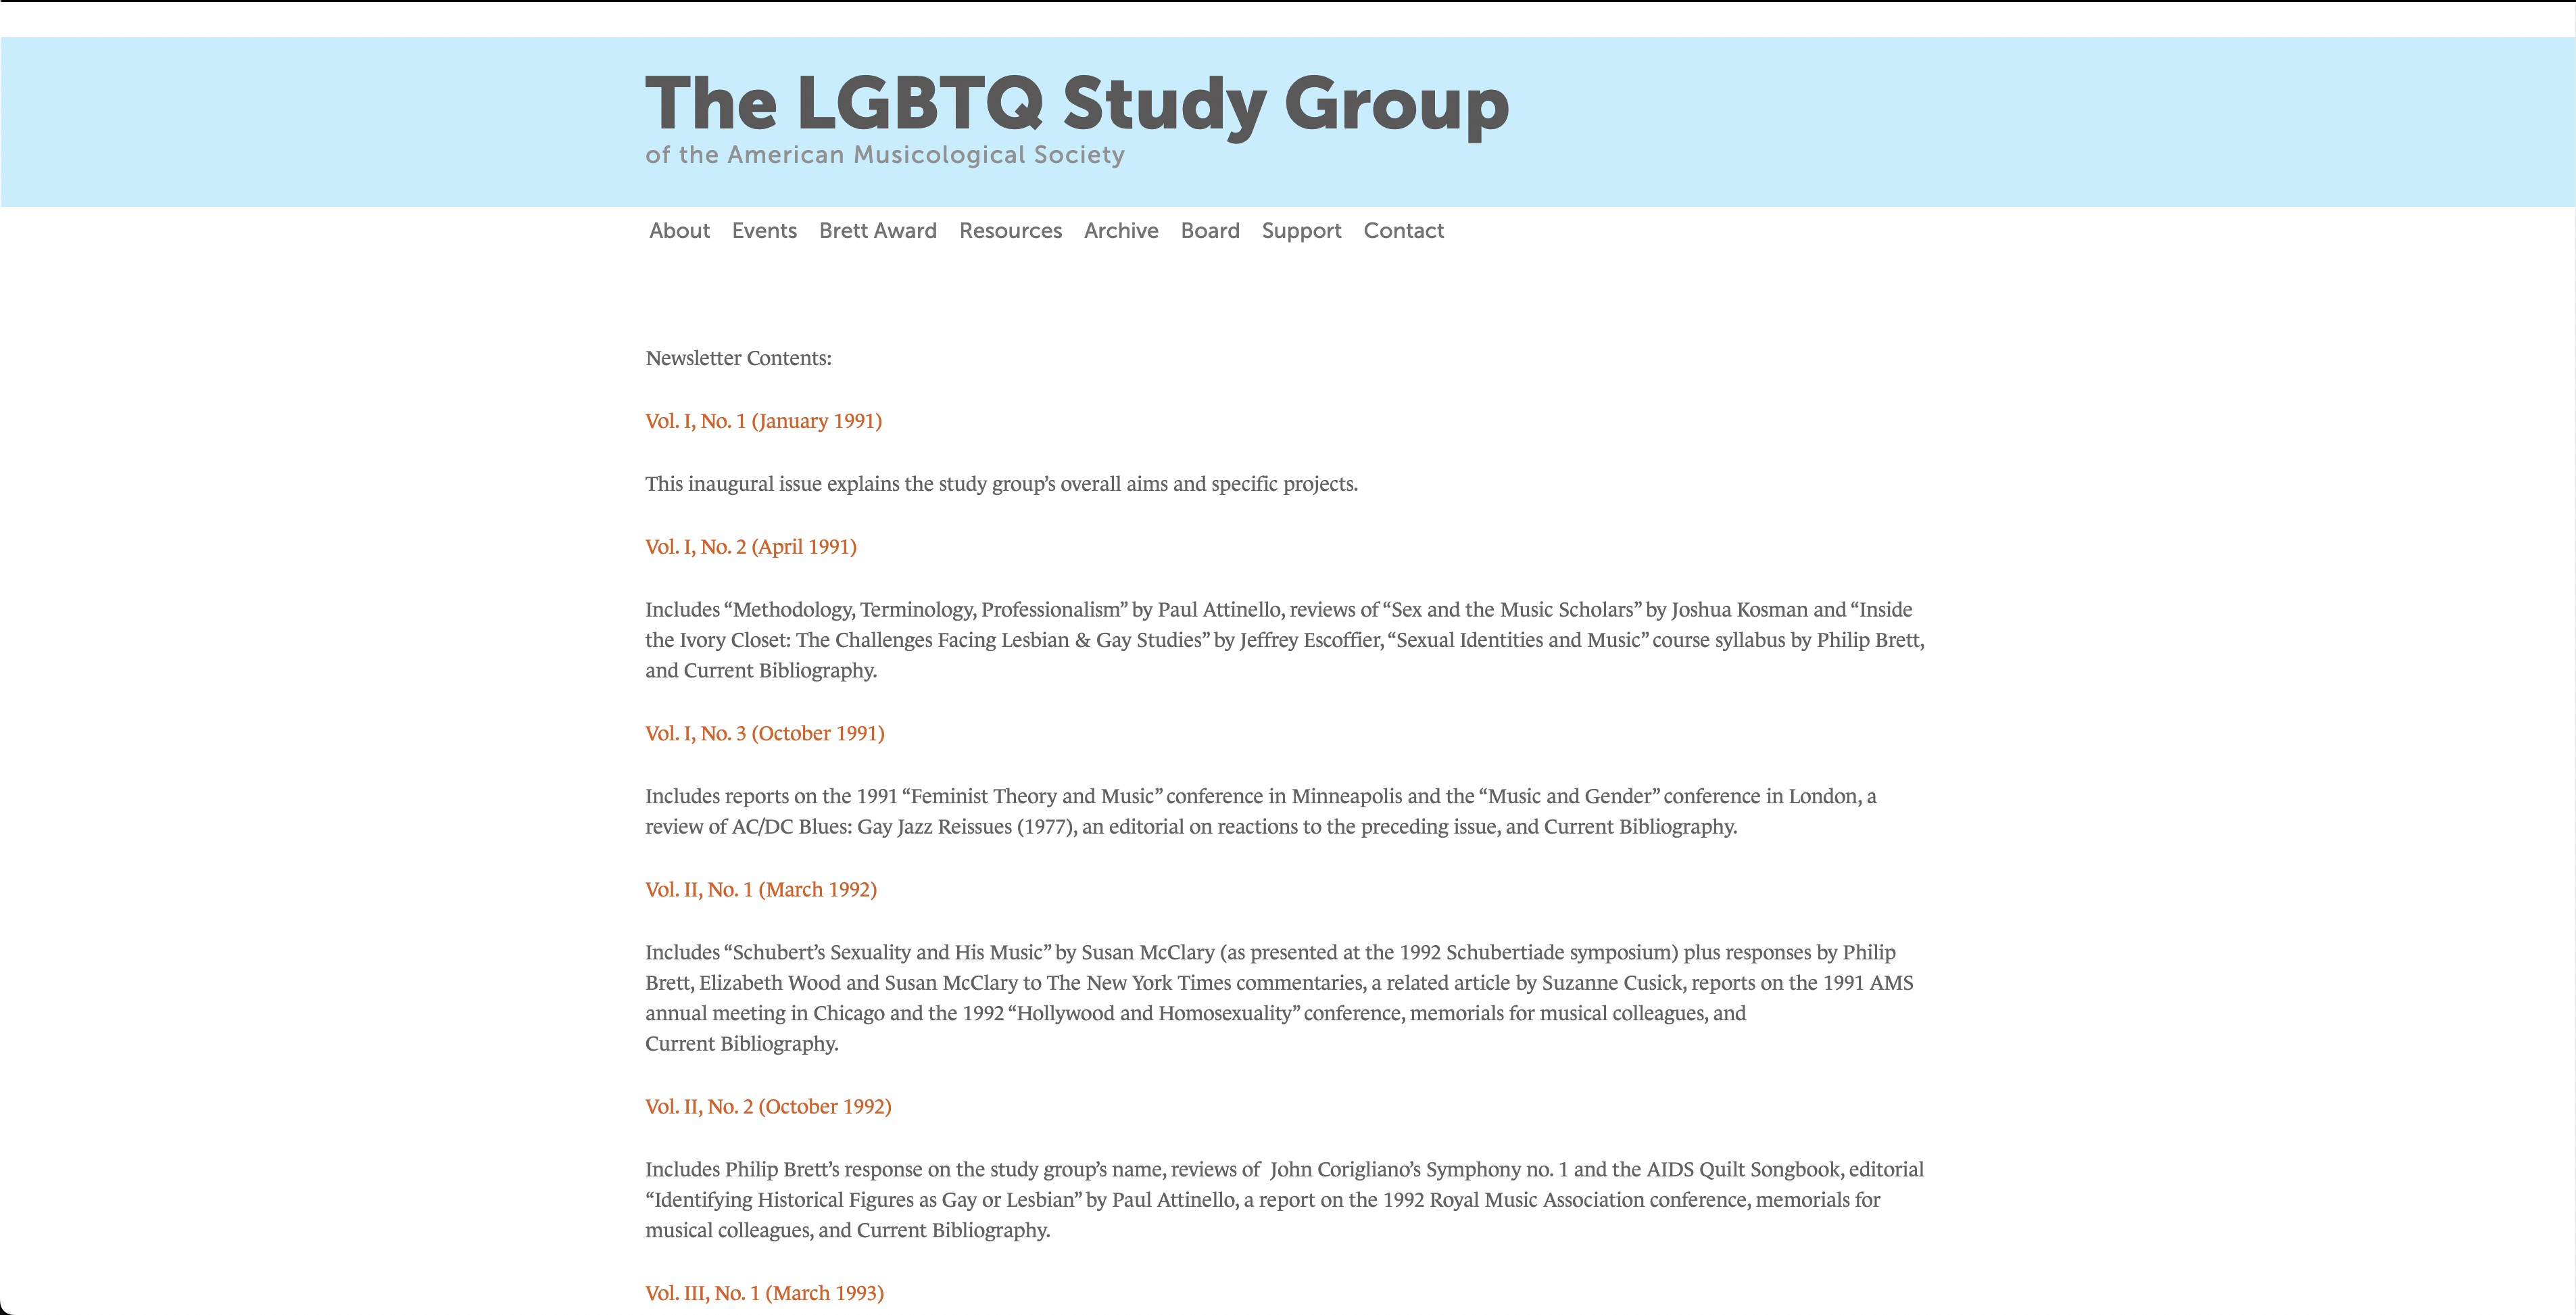 The LGBTQ Study Group
of the American Musicological Society
About Events Brett Award Resources Archive Board Support Contact
Newsletter Contents:
Vol. I, No. 1 (January 1991)
This inaugural issue explains the study group’s overall aims and specific projects.
Vol. I, No. 2 (April 1991)
Includes “Methodology, Terminology, Professionalism” by Paul Attinello, reviews of “Sex and the Music Scholars” by Joshua Kosman and “Inside
the Ivory Closet: The Challenges Facing Lesbian & Gay Studies” by Jeffrey Escoffier, “Sexual Identities and Music” course syllabus by Philip Brett,
and Current Bibliography.
Vol. I, No. 3 (October 1991)
Includes reports on the 1991 “Feminist Theory and Music” conference in Minneapolis and the “Music and Gender” conference in London, a
review of AC/DC Blues: Gay Jazz Reissues (1977), an editorial on reactions to the preceding issue, and Current Bibliography.
Vol. II, No. 1 (March 1992)
Includes “Schubert’s Sexuality and His Music” by Susan McClary (as presented at the 1992 Schubertiade symposium) plus responses by Philip
Brett, Elizabeth Wood and Susan McClary to The New York Times commentaries, a related article by Suzanne Cusick, reports on the 1991 AMS
annual meeting in Chicago and the 1992 “Hollywood and Homosexuality” conference, memorials for musical colleagues, and
Current Bibliography.
Vol. II, No. 2 (October 1992)
Includes Philip Brett’s response on the study group’s name, reviews of  John Corigliano’s Symphony no. 1 and the AIDS Quilt Songbook, editorial
“Identifying Historical Figures as Gay or Lesbian” by Paul Attinello, a report on the 1992 Royal Music Association conference, memorials for
musical colleagues, and Current Bibliography.
Vol. III, No. 1 (March 1993)